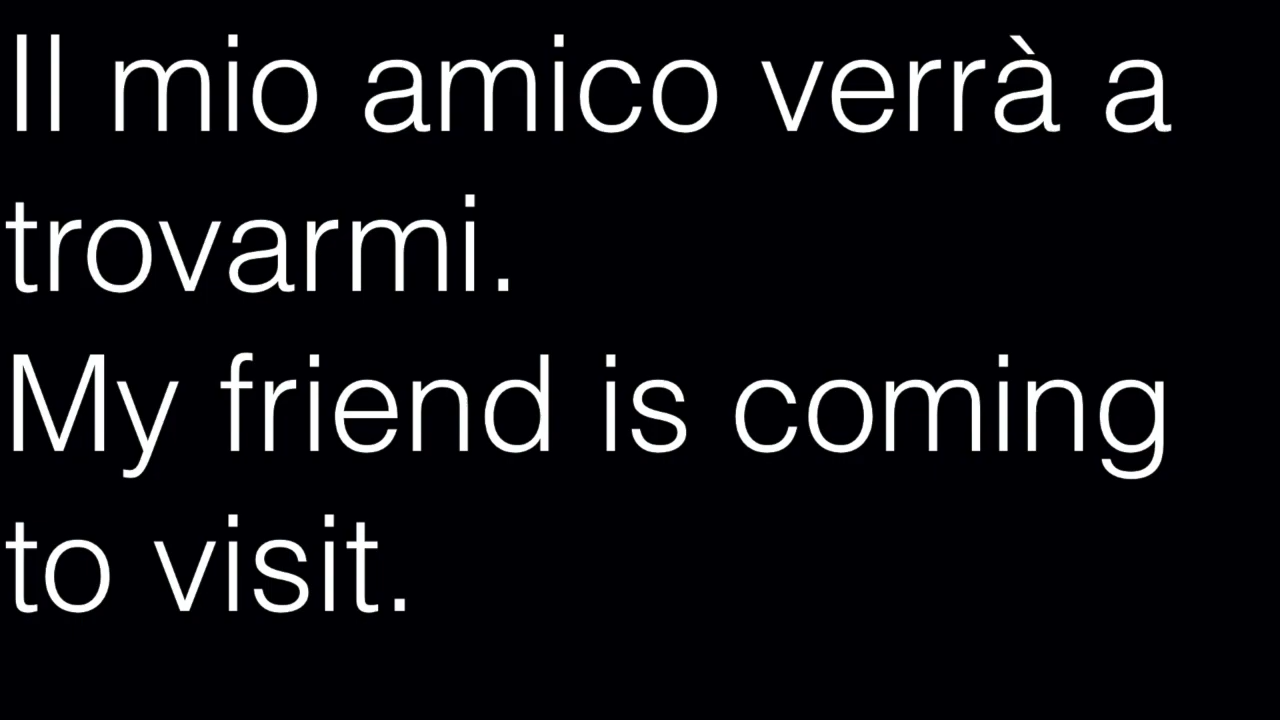 Il mio amico verrà a
trovarmi.
My friend is coming
to visit.